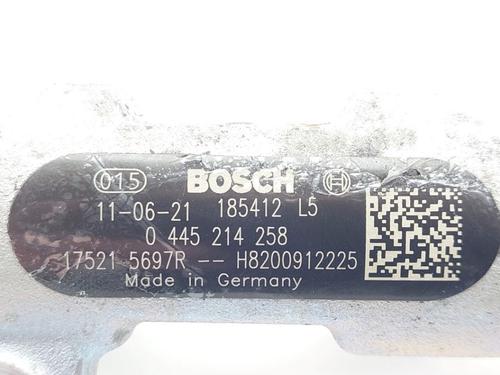 015 BOSCH
11-06-21 185412 L5
0 445 214 258
17521 5697R -- H8200912225
Made in Germany